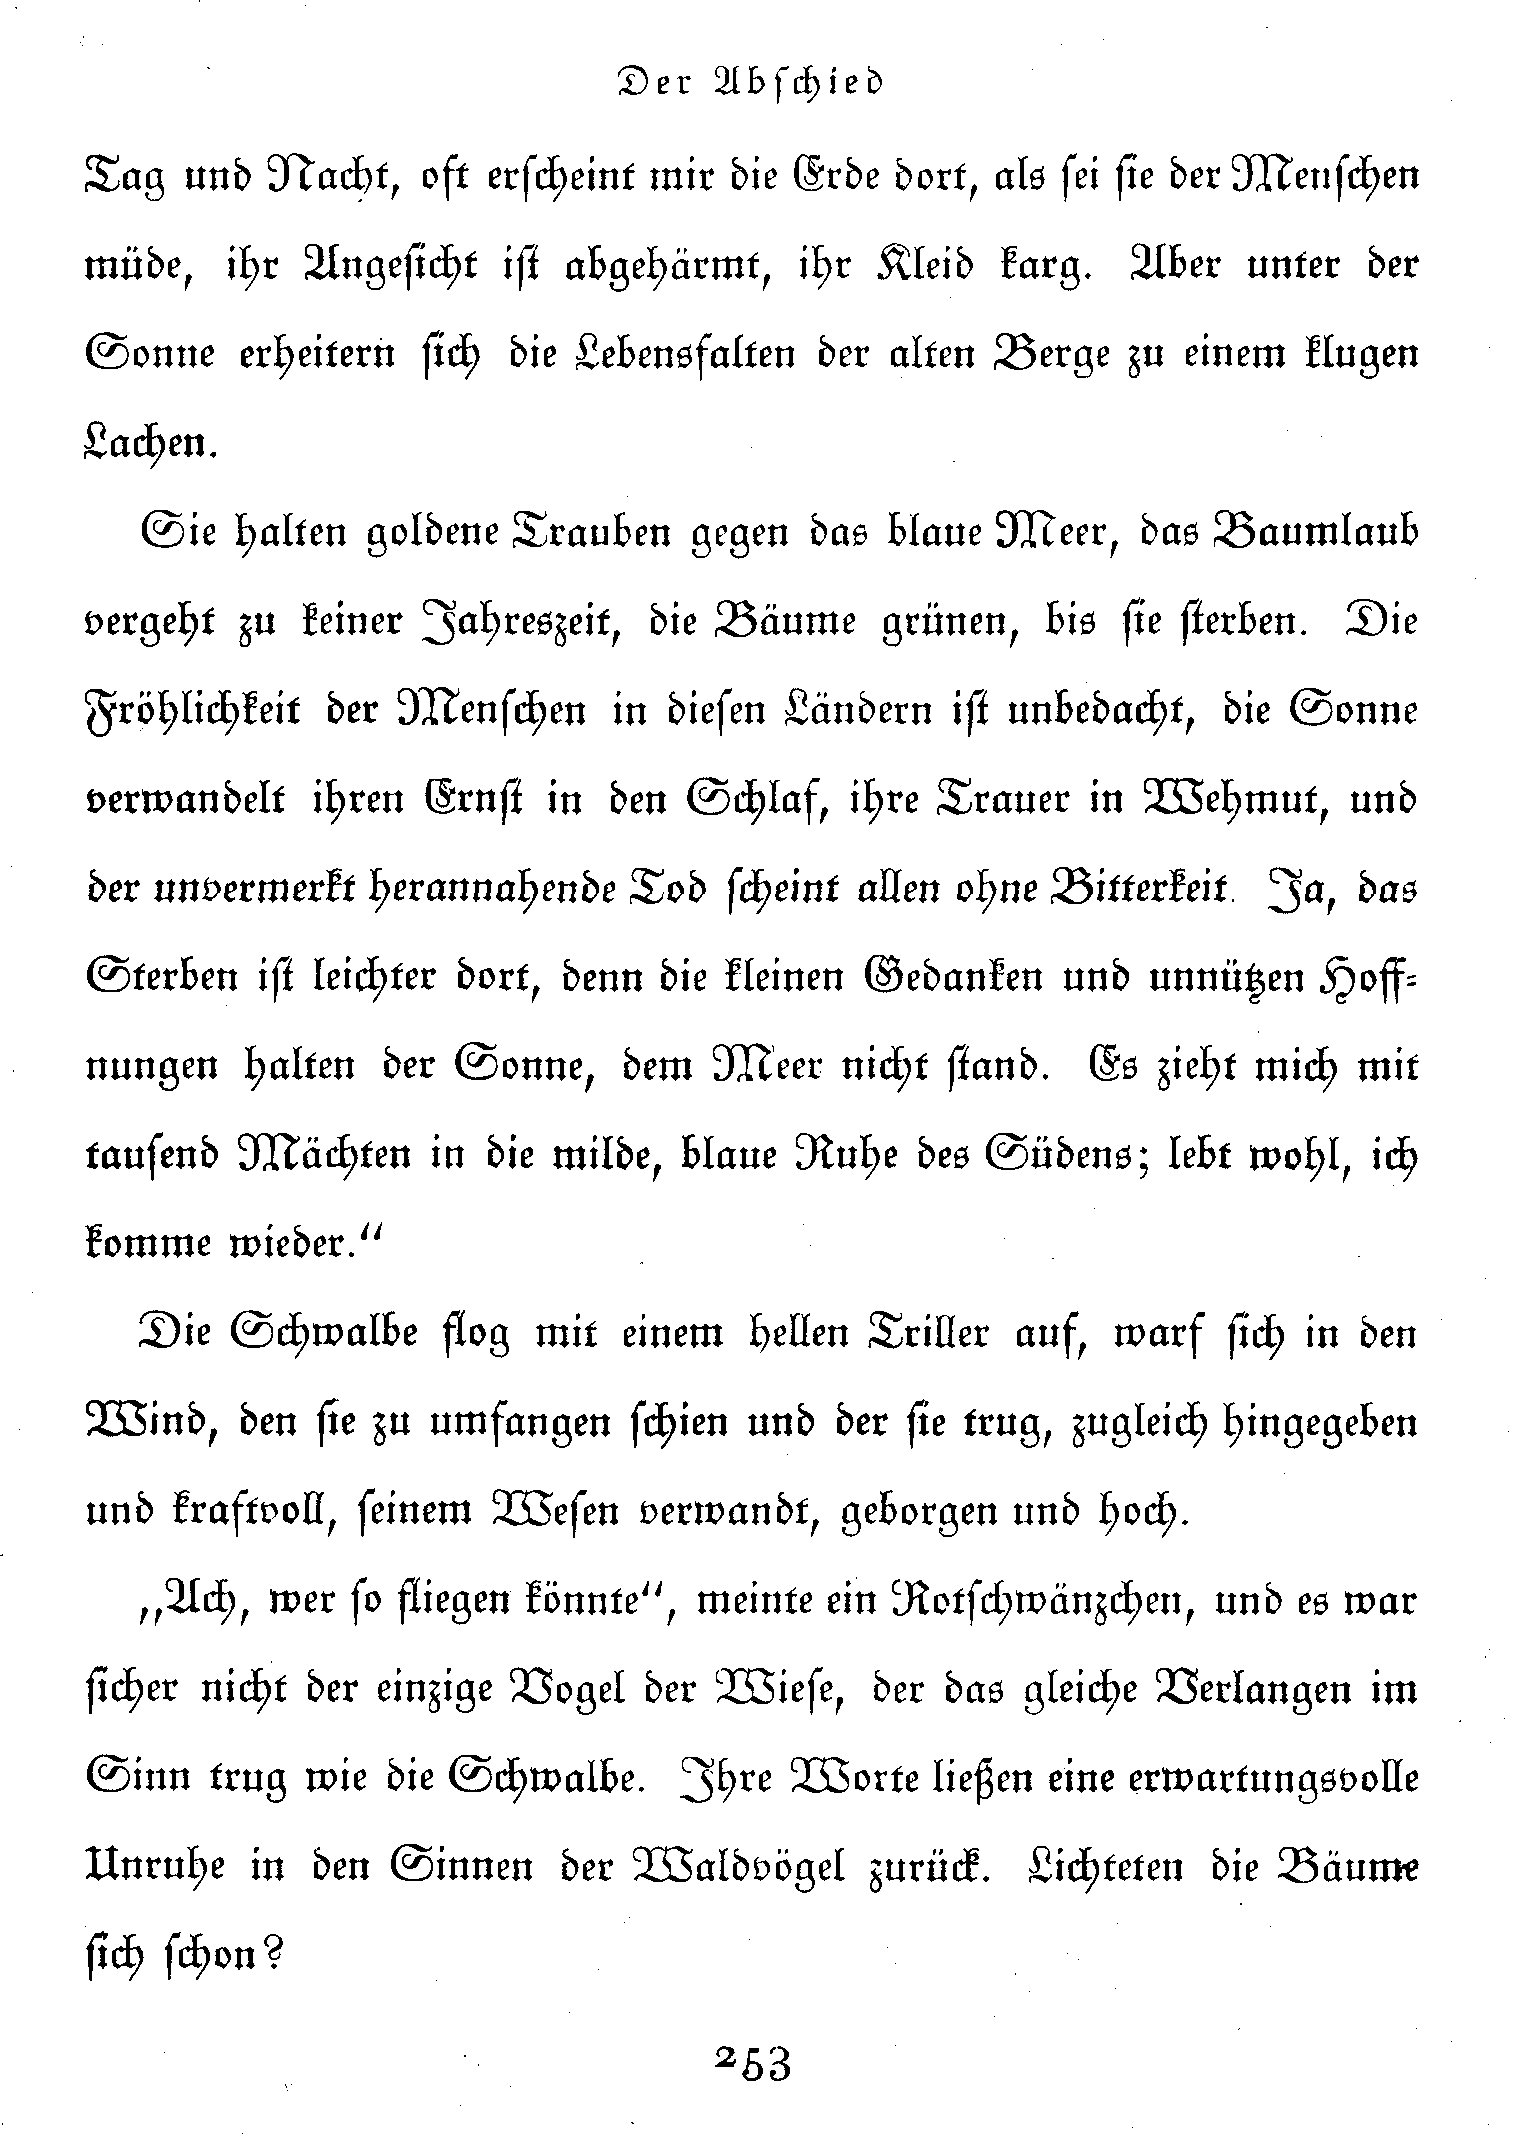 Der Abschied
Tag und Nacht, oft erscheint mir die Erde dort, als sei sie der Menschen
müde, ihr Angesicht ist abgehärmt, ihr Kleid karg. Aber unter der
Sonne erheitern sich die Lebensfalten der alten Berge zu einem klugen
Lachen.
Sie halten goldene Trauben gegen das blaue Meer, das Baumlaub
vergeht zu keiner Jahreszeit, die Bäume grünen, bis sie sterben. Die
Fröhlichkeit der Menschen in diesen Ländern ist unbedacht, die Sonne
verwandelt ihren Ernst in den Schlaf, ihre Trauer in Wehmut, und
der unvermerkt herannahende Tod scheint allen ohne Bitterkeit. Ja, das
Sterben ist leichter dort, denn die kleinen Gedanken und unnützen Hoff-
nungen halten der Sonne, dem Meer nicht stand. Es zieht mich mit
tausend Mächten in die milde, blaue Ruhe des Südens; lebt wohl, ich
komme wieder.“
Die Schwalbe flog mit einem hellen Triller auf, warf sich in den
Wind, den sie zu umfangen schien und der sie trug, zugleich hingegeben
und kraftvoll, seinem Wesen verwandt, geborgen und hoch.
„Ach, wer so fliegen könnte“, meinte ein Rotschwänzchen, und es war
sicher nicht der einzige Vogel der Wiese, der das gleiche Verlangen im
Sinn trug wie die Schwalbe. Ihre Worte ließen eine erwartungsvolle
Unruhe in den Sinnen der Waldvögel zurück. Lichteten die Bäume
sich schon?
253